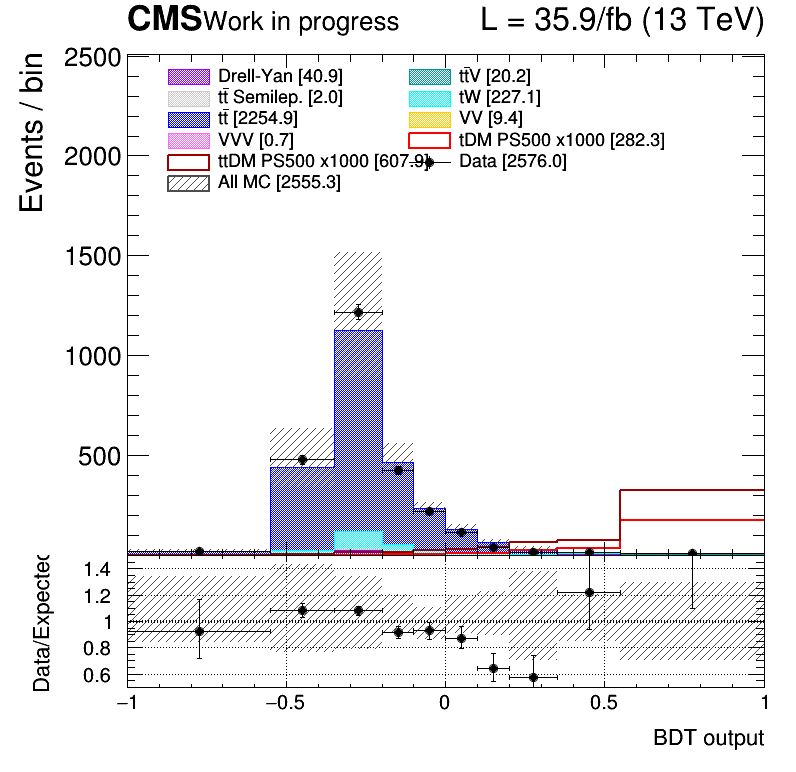 CMS Work in progress L = 35.9/fb (13 TeV)
Events / bin
2500
2000
1500
1000
500
Drell-Yan [40.9] tt̄V [20.2]
tt̄ Semilep. [2.0] tW [227.1]
tt̄ [2254.9] VV [9.4]
VVV [0.7] tDM PS500 x1000 [282.3]
ttDM PS500 x1000 [607.9] Data [2576.0]
All MC [2555.3]
Data/Expected
1.4
1.2
1
0.8
0.6
−1 −0.5 0 0.5 1
BDT output